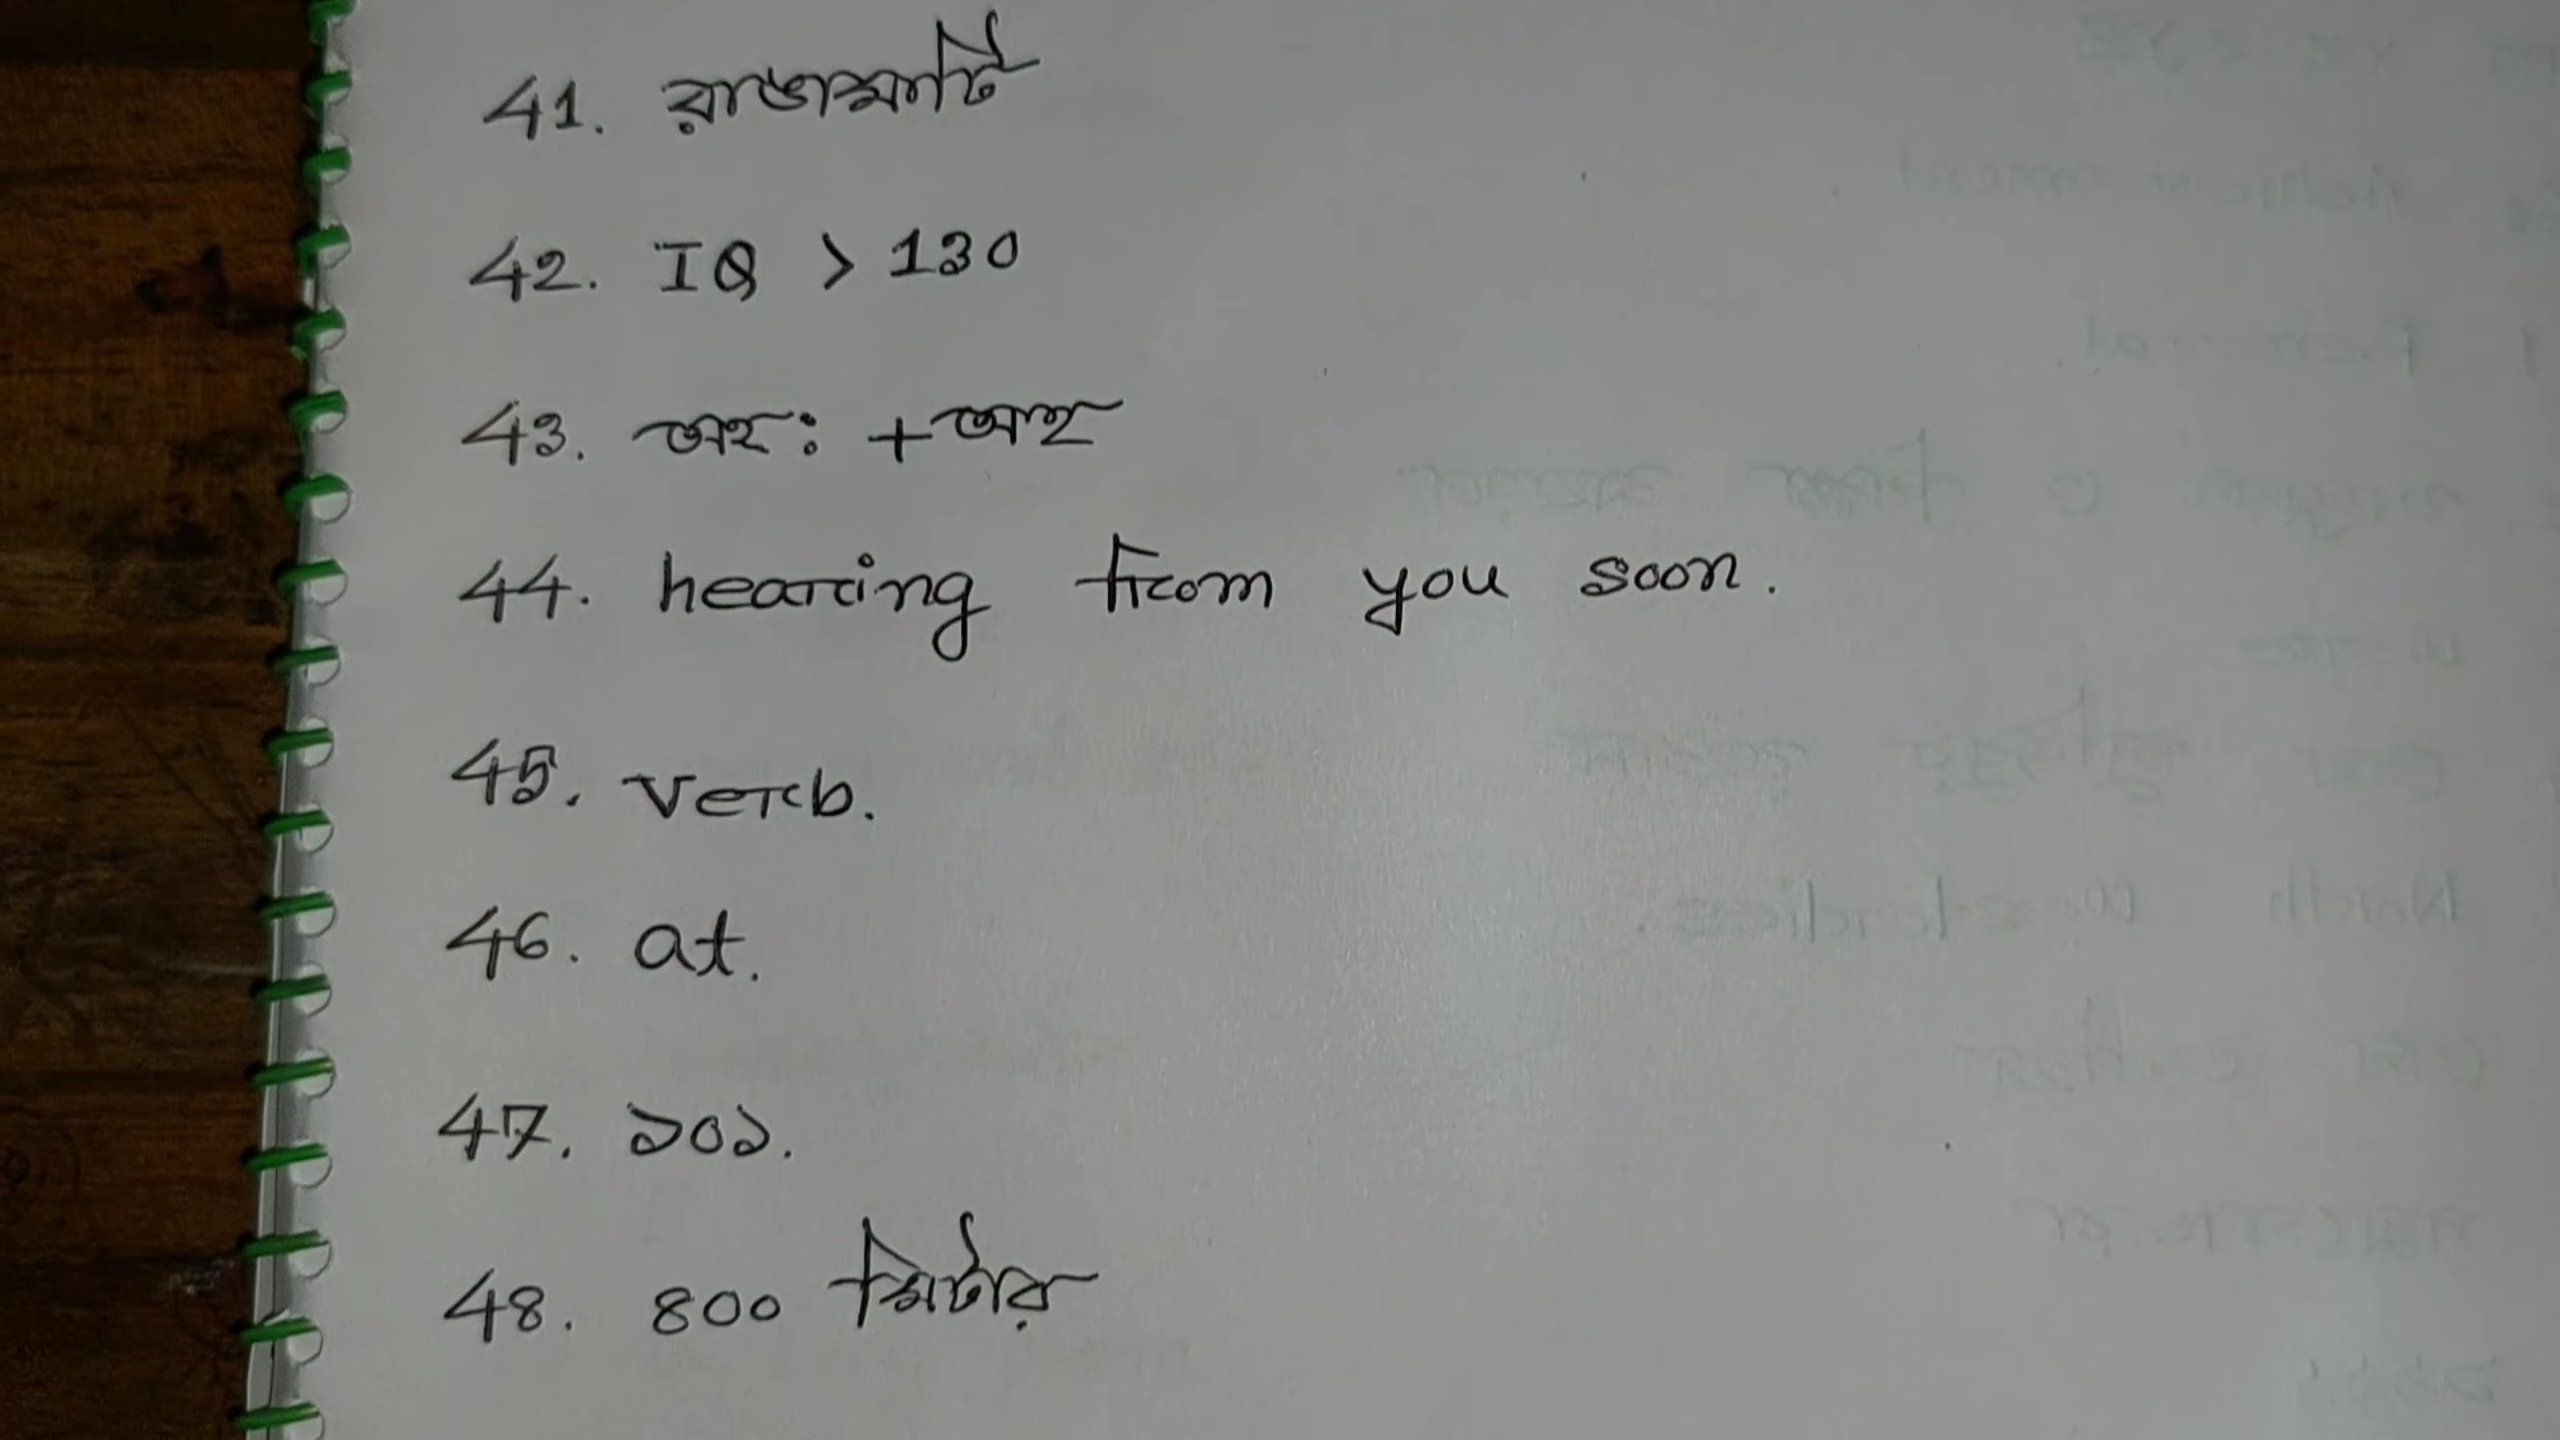 41. রাঙামাটি
42. IQ > 130
43. অহ: + অহ
44. hearing from you soon.
45. Verb.
46. at.
47. ১০১.
48. 800 মিটার